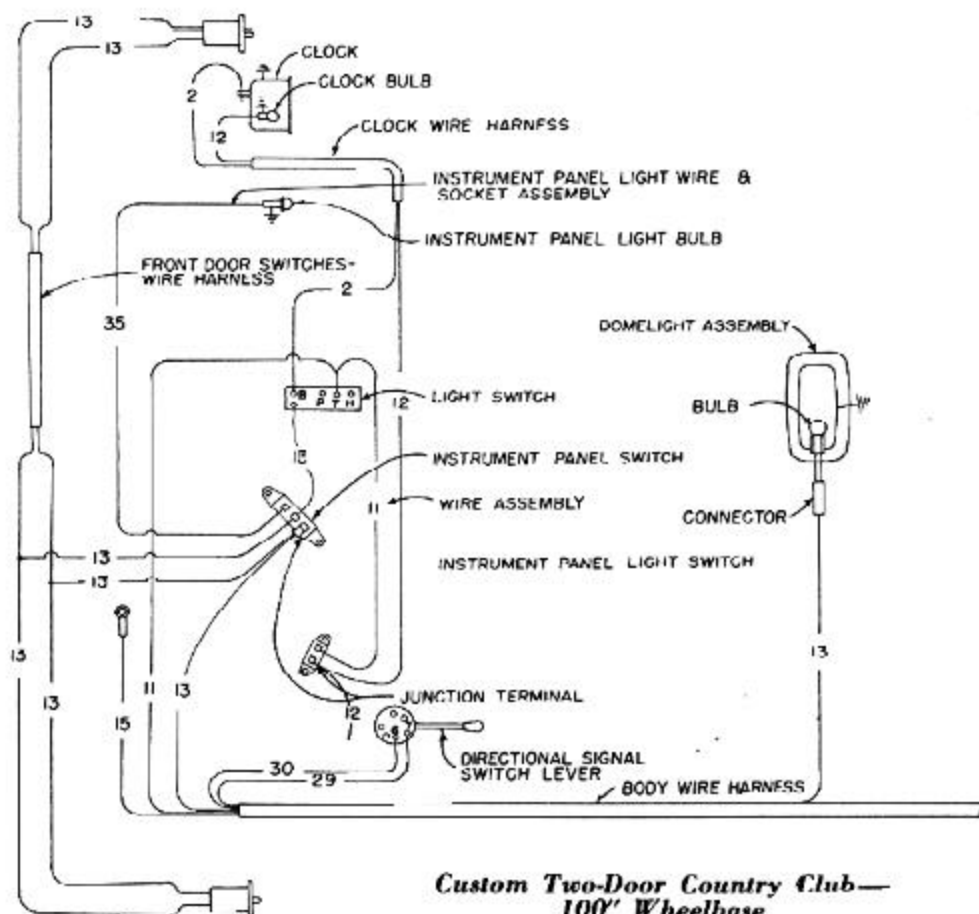 13
13
CLOCK
CLOCK BULB
2
12
CLOCK WIRE HARNESS
INSTRUMENT PANEL LIGHT WIRE &
SOCKET ASSEMBLY
INSTRUMENT PANEL LIGHT BULB
FRONT DOOR SWITCHES-
WIRE HARNESS
2
35
DOMELIGHT ASSEMBLY
B P T H
LIGHT SWITCH
12
BULB
INSTRUMENT PANEL SWITCH
11
WIRE ASSEMBLY
CONNECTOR
13
INSTRUMENT PANEL LIGHT SWITCH
13
13
13
13
11
13
15
JUNCTION TERMINAL
12
DIRECTIONAL SIGNAL
SWITCH LEVER
30
29
BODY WIRE HARNESS
Custom Two-Door Country Club—
100" Wheelbase